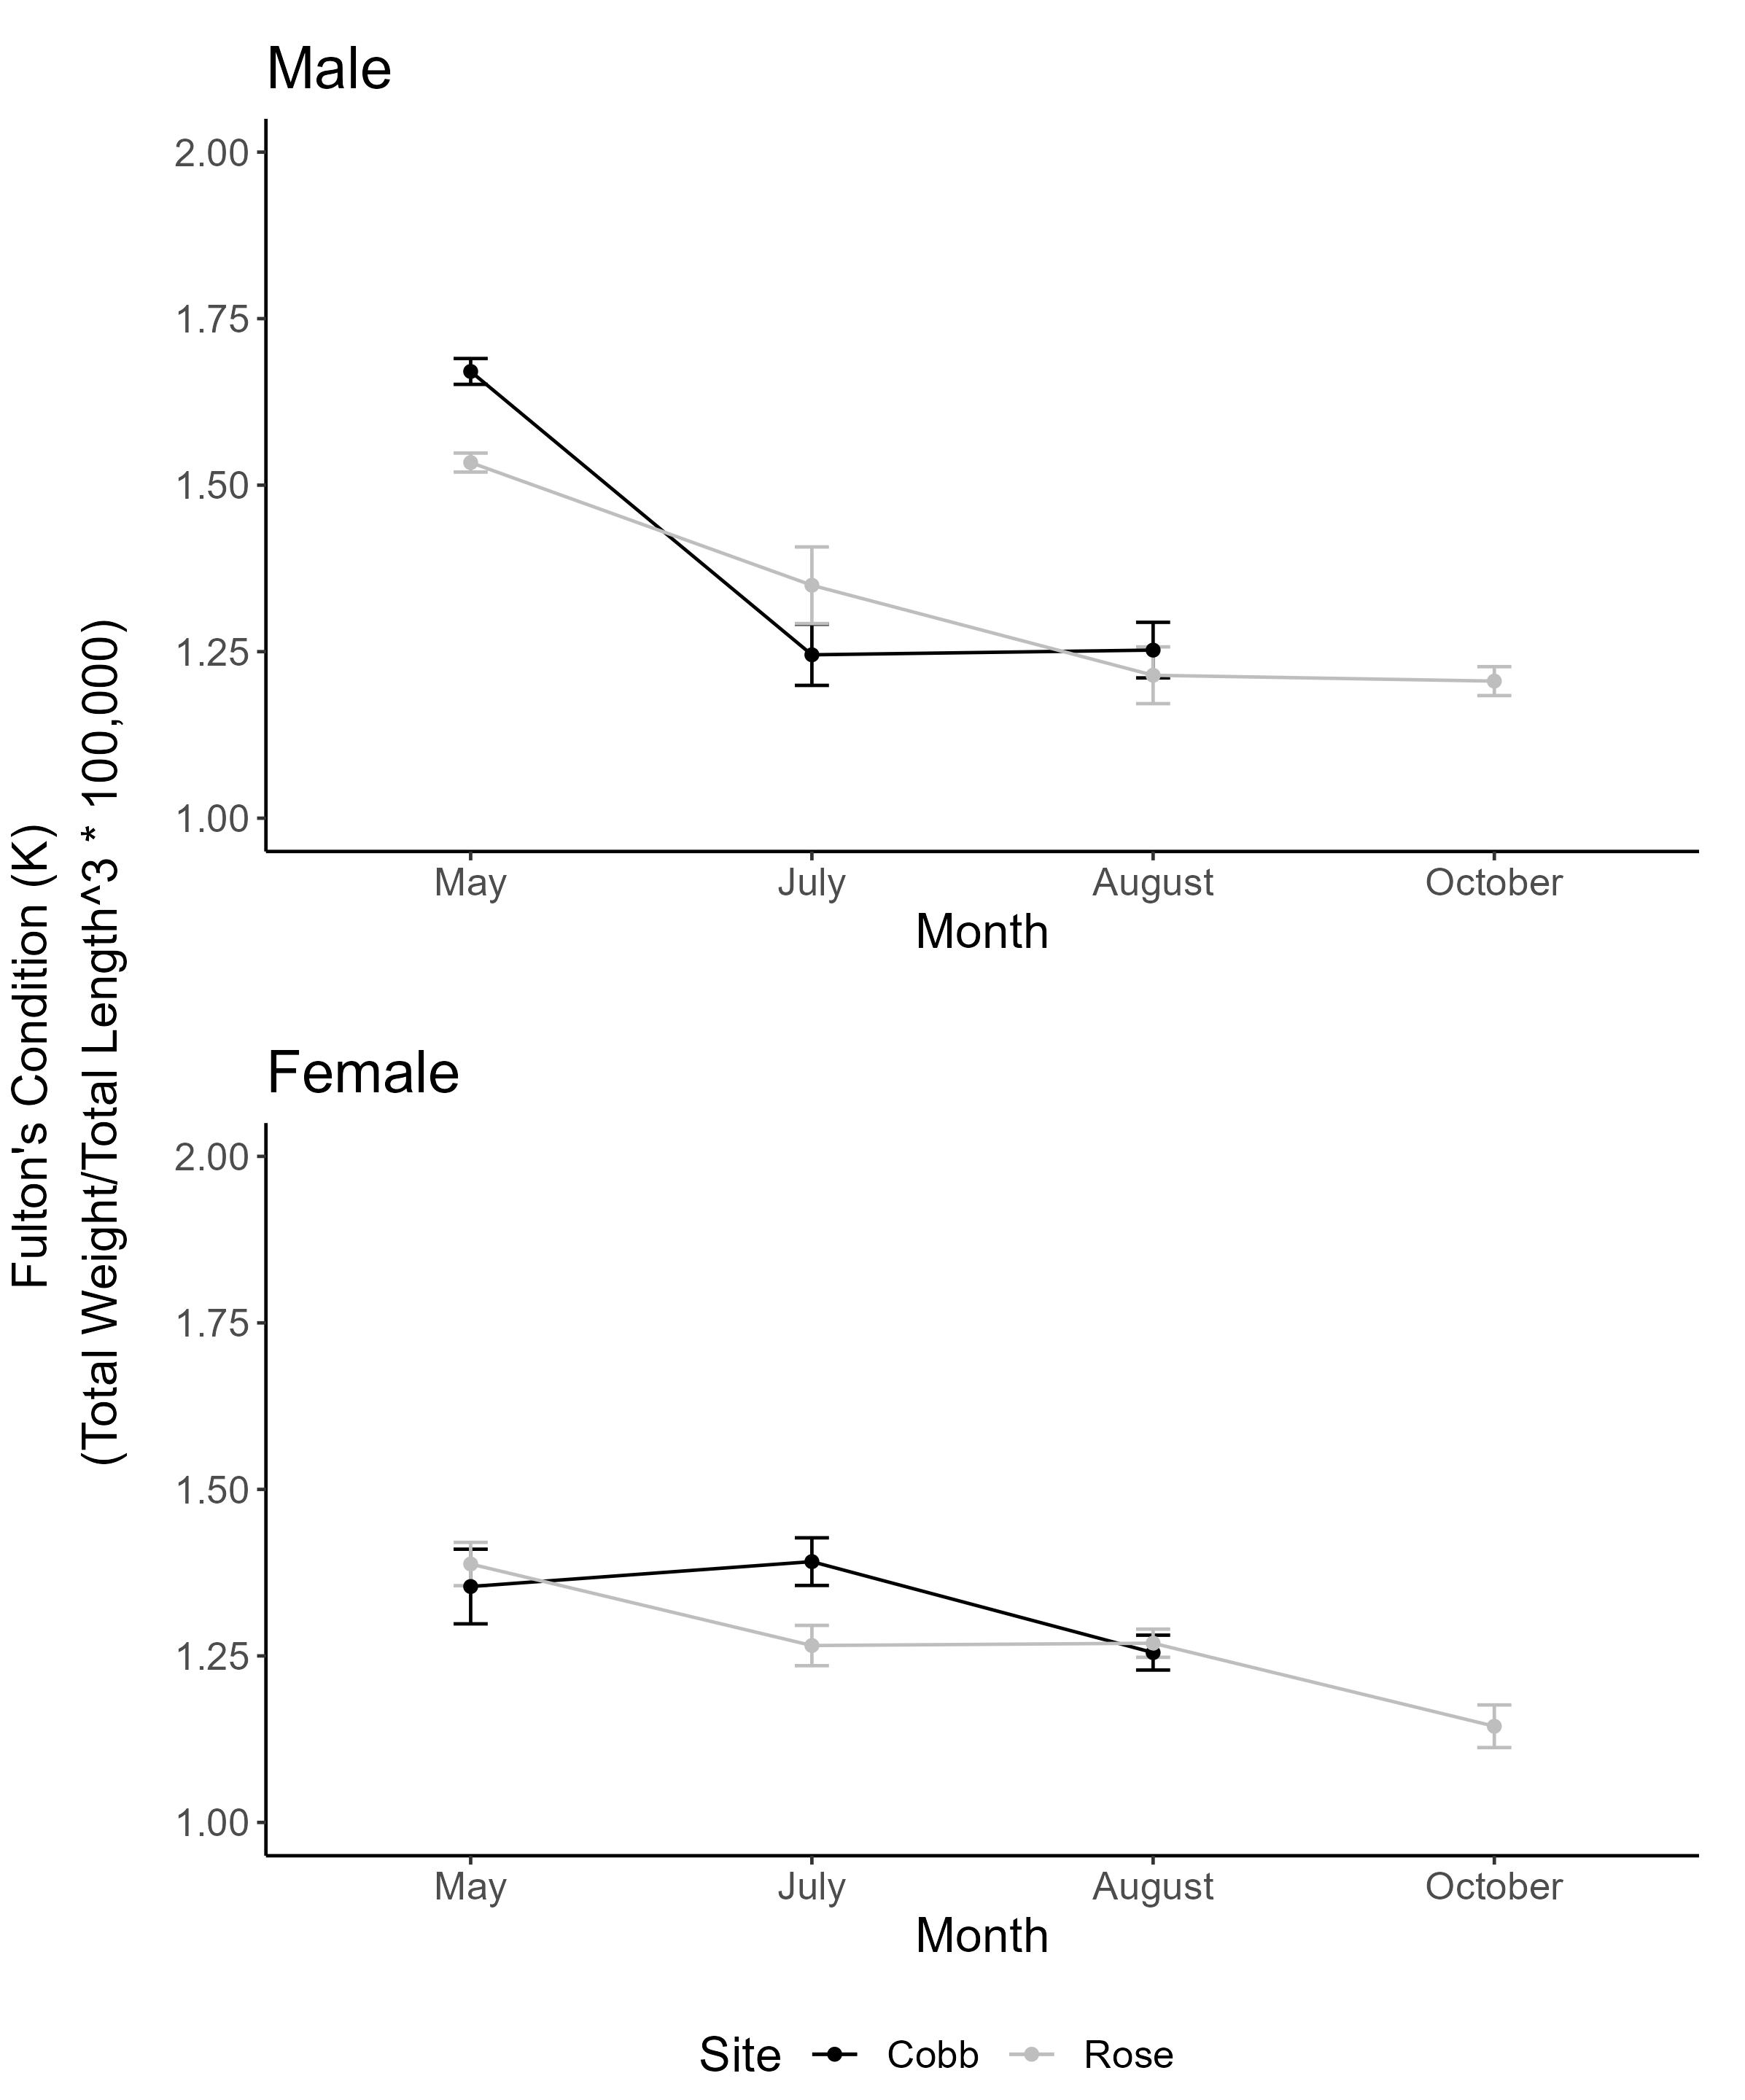 Male
2.00
1.75
1.50
1.25
1.00
May July August October
Month
Fulton's Condition (K)
(Total Weight/Total Length^3 * 100,000)
Female
2.00
1.75
1.50
1.25
1.00
May July August October
Month
Site Cobb Rose